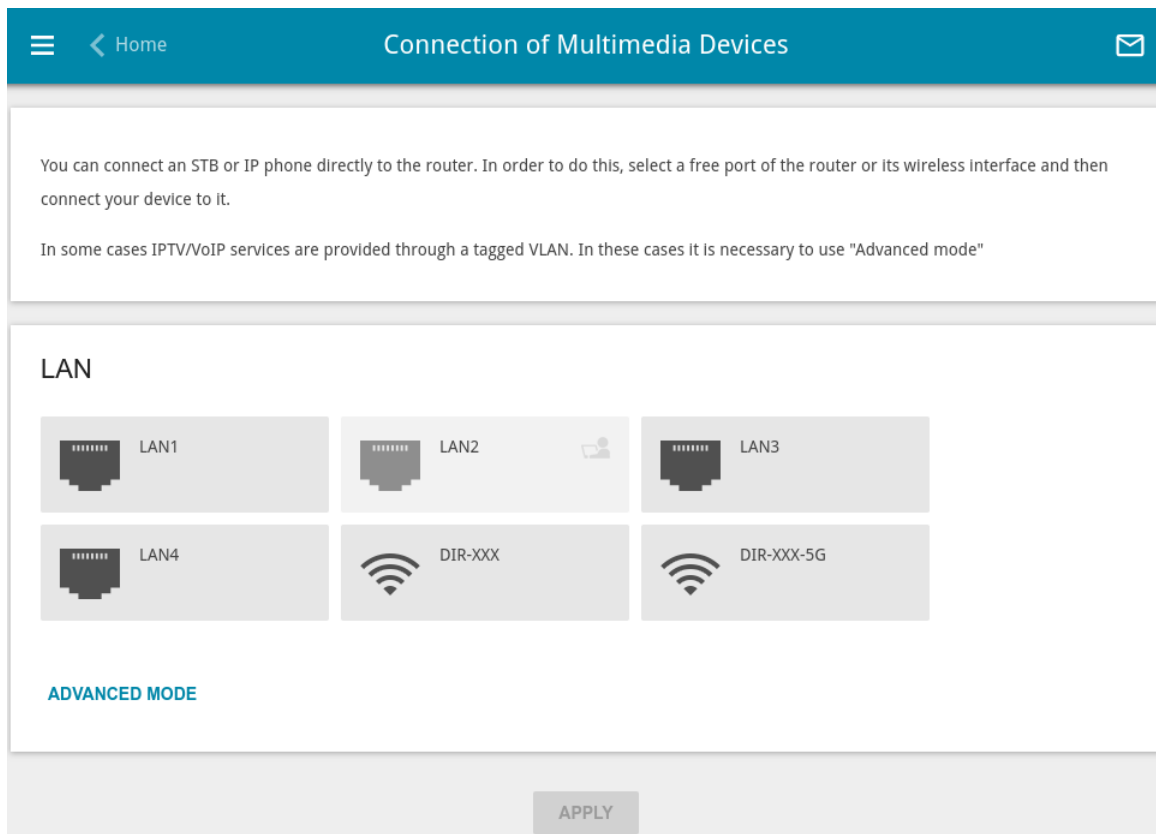 Home
Connection of Multimedia Devices
You can connect an STB or IP phone directly to the router. In order to do this, select a free port of the router or its wireless interface and then
connect your device to it.
In some cases IPTV/VoIP services are provided through a tagged VLAN. In these cases it is necessary to use "Advanced mode"
LAN
LAN1
LAN2
LAN3
LAN4
DIR-XXX
DIR-XXX-5G
ADVANCED MODE
APPLY